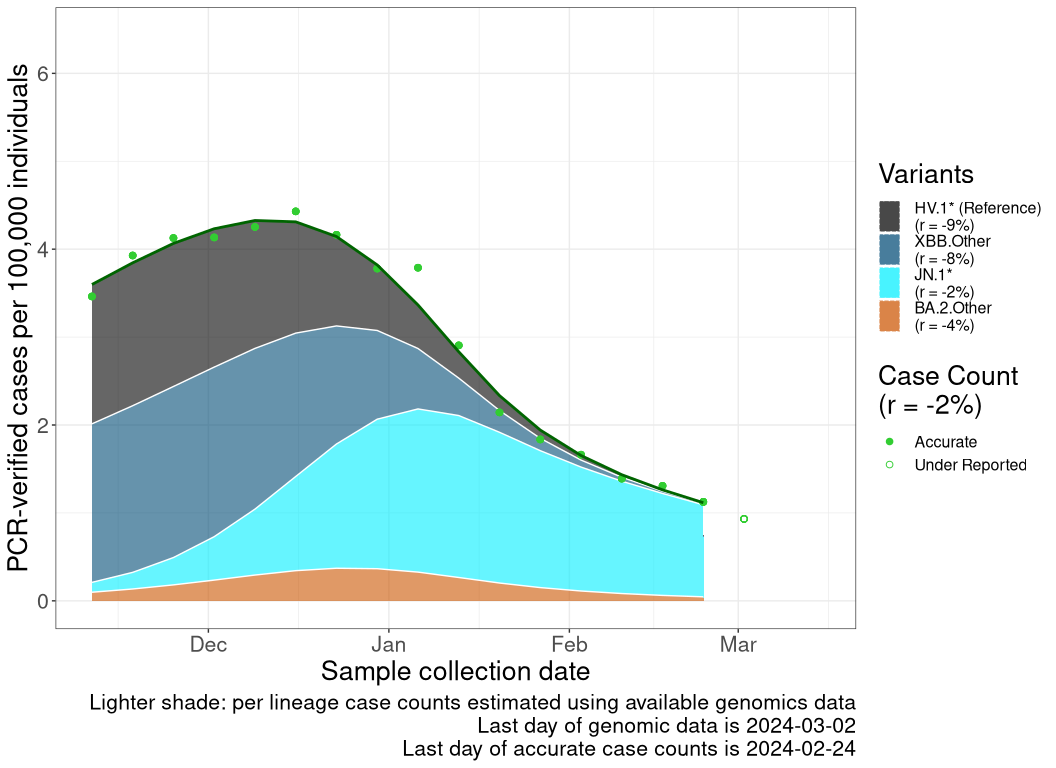 PCR-verified cases per 100,000 individuals
6
4
2
0
Dec
Jan
Feb
Mar
Sample collection date
Lighter shade: per lineage case counts estimated using available genomics data
Last day of genomic data is 2024-03-02
Last day of accurate case counts is 2024-02-24
Variants
HV.1* (Reference)
(r = -9%)
XBB.Other
(r = -8%)
JN.1*
(r = -2%)
BA.2.Other
(r = -4%)
Case Count
(r = -2%)
Accurate
Under Reported